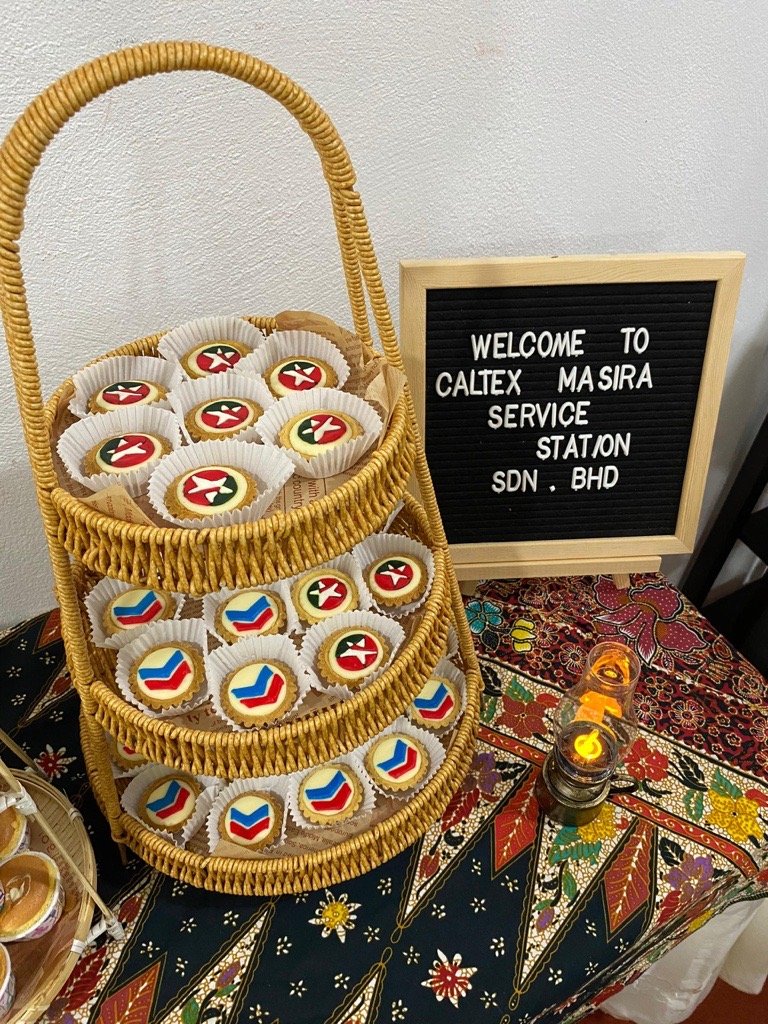 WELCOME TO
CALTEX MASIRA
SERVICE
STATION
SDN . BHD